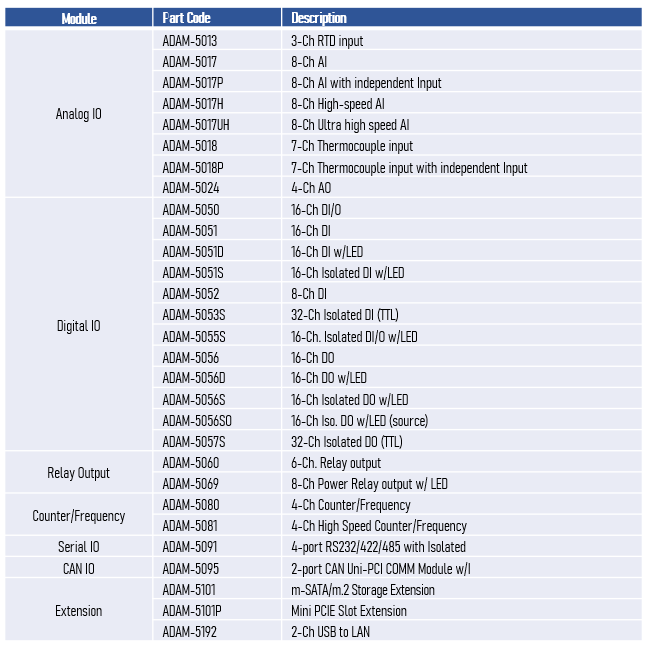 Module Part Code Description
ADAM-5013 3-Ch RTD input
ADAM-5017 8-Ch AI
ADAM-5017P 8-Ch AI with independent Input
ADAM-5017H 8-Ch High-speed AI
Analog IO
ADAM-5017UH 8-Ch Ultra high speed AI
ADAM-5018 7-Ch Thermocouple input
ADAM-5018P 7-Ch Thermocouple input with independent Input
ADAM-5024 4-Ch AO
ADAM-5050 16-Ch DI/O
ADAM-5051 16-Ch DI
ADAM-5051D 16-Ch DI w/LED
ADAM-5051S 16-Ch Isolated DI w/LED
ADAM-5052 8-Ch DI
ADAM-5053S 32-Ch Isolated DI (TTL)
Digital IO
ADAM-5055S 16-Ch. Isolated DI/O w/LED
ADAM-5056 16-Ch DO
ADAM-5056D 16-Ch DO w/LED
ADAM-5056S 16-Ch Isolated DO w/LED
ADAM-5056SO 16-Ch Iso. DO w/LED (source)
ADAM-5057S 32-Ch Isolated DO (TTL)
ADAM-5060 6-Ch. Relay output
Relay Output
ADAM-5069 8-Ch Power Relay output w/ LED
ADAM-5080 4-Ch Counter/Frequency
Counter/Frequency
ADAM-5081 4-Ch High Speed Counter/Frequency
Serial IO ADAM-5091 4-port RS232/422/485 with Isolated
CAN IO ADAM-5095 2-port CAN Uni-PCI COMM Module w/I
ADAM-5101 m-SATA/m.2 Storage Extension
Extension ADAM-5101P Mini PCIE Slot Extension
ADAM-5192 2-Ch USB to LAN